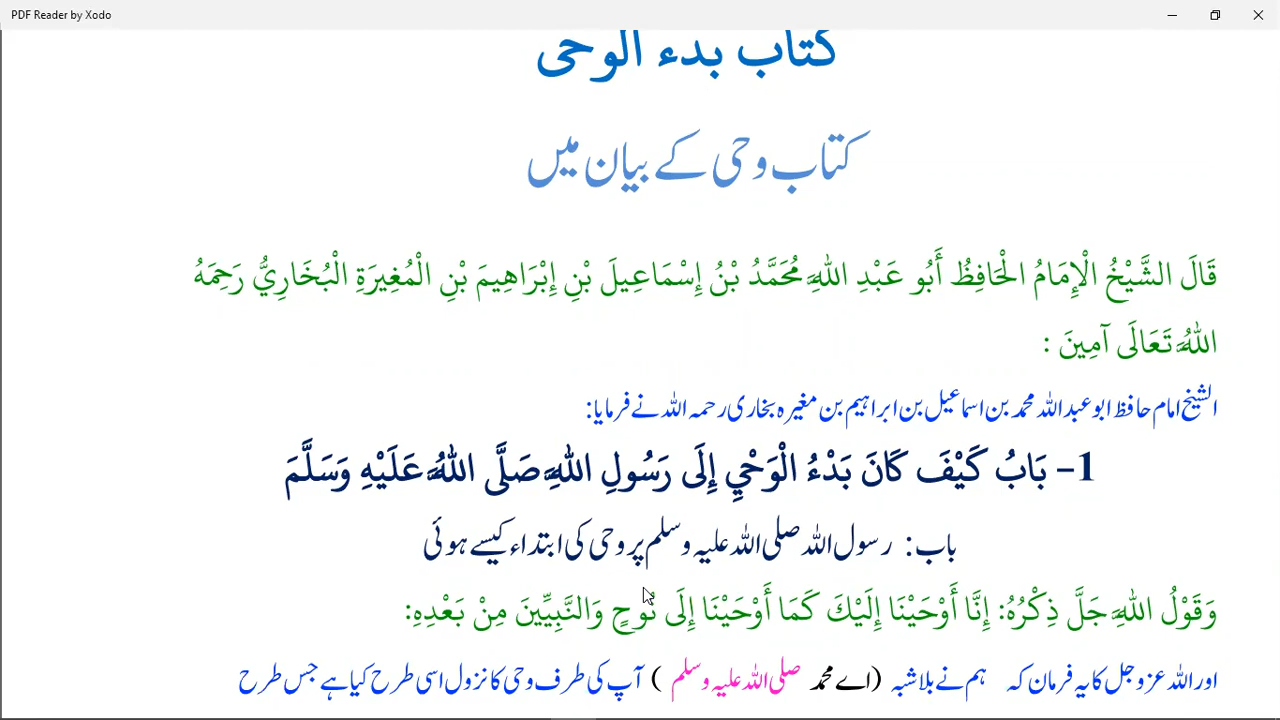 PDF Reader by Xodo
کتاب بدء الوحی
کتاب وحی کے بیان میں
قَالَ الشَّيْخُ الْإِمَامُ الْحَافِظُ أَبُو عَبْدِ اللَّهِ مُحَمَّدُ بْنُ إِسْمَاعِيلَ بْنِ إِبْرَاهِيمَ بْنِ الْمُغِيرَةِ الْبُخَارِيُّ رَحِمَهُ
اللَّهُ تَعَالَى آمِينَ :
الشیخ امام حافظ ابو عبد اللہ محمد بن اسماعیل بن ابراہیم بن مغیرہ بخاری رحمہ اللہ نے فرمایا:
1- بَابُ كَيْفَ كَانَ بَدْءُ الْوَحْيِ إِلَى رَسُولِ اللَّهِ صَلَّى اللَّهُ عَلَيْهِ وَسَلَّمَ
باب: رسول اللہ صلی اللہ علیہ وسلم پر وحی کی ابتداء کیسے ہوئی
وَقَوْلُ اللَّهِ جَلَّ ذِكْرُهُ: إِنَّا أَوْحَيْنَا إِلَيْكَ كَمَا أَوْحَيْنَا إِلَى نُوحٍ وَالنَّبِيِّينَ مِنْ بَعْدِهِ:
اور اللہ عزوجل کا یہ فرمان کہ ہم نے بلاشبہ (اے محمد صلی اللہ علیہ وسلم ) آپ کی طرف وحی کا نزول اسی طرح کیا ہے جس طرح